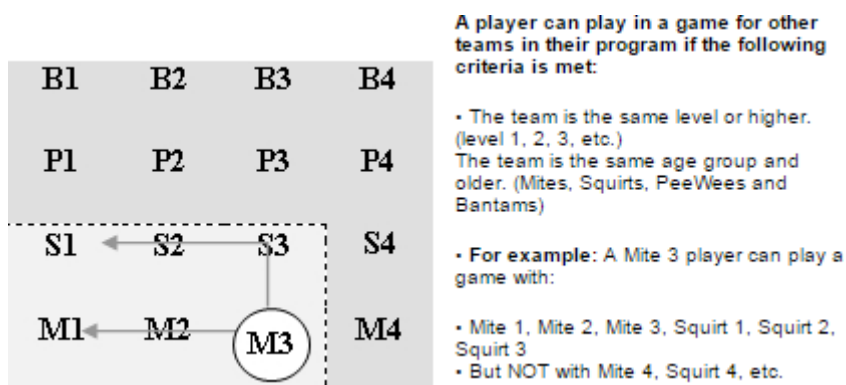 B1 B2 B3 B4
P1 P2 P3 P4
S1 S2 S3 S4
M1 M2 M3 M4
A player can play in a game for other
teams in their program if the following
criteria is met:
• The team is the same level or higher.
(level 1, 2, 3, etc.)
The team is the same age group and
older. (Mites, Squirts, PeeWees and
Bantams)
• For example: A Mite 3 player can play a
game with:
• Mite 1, Mite 2, Mite 3, Squirt 1, Squirt 2,
Squirt 3
• But NOT with Mite 4, Squirt 4, etc.